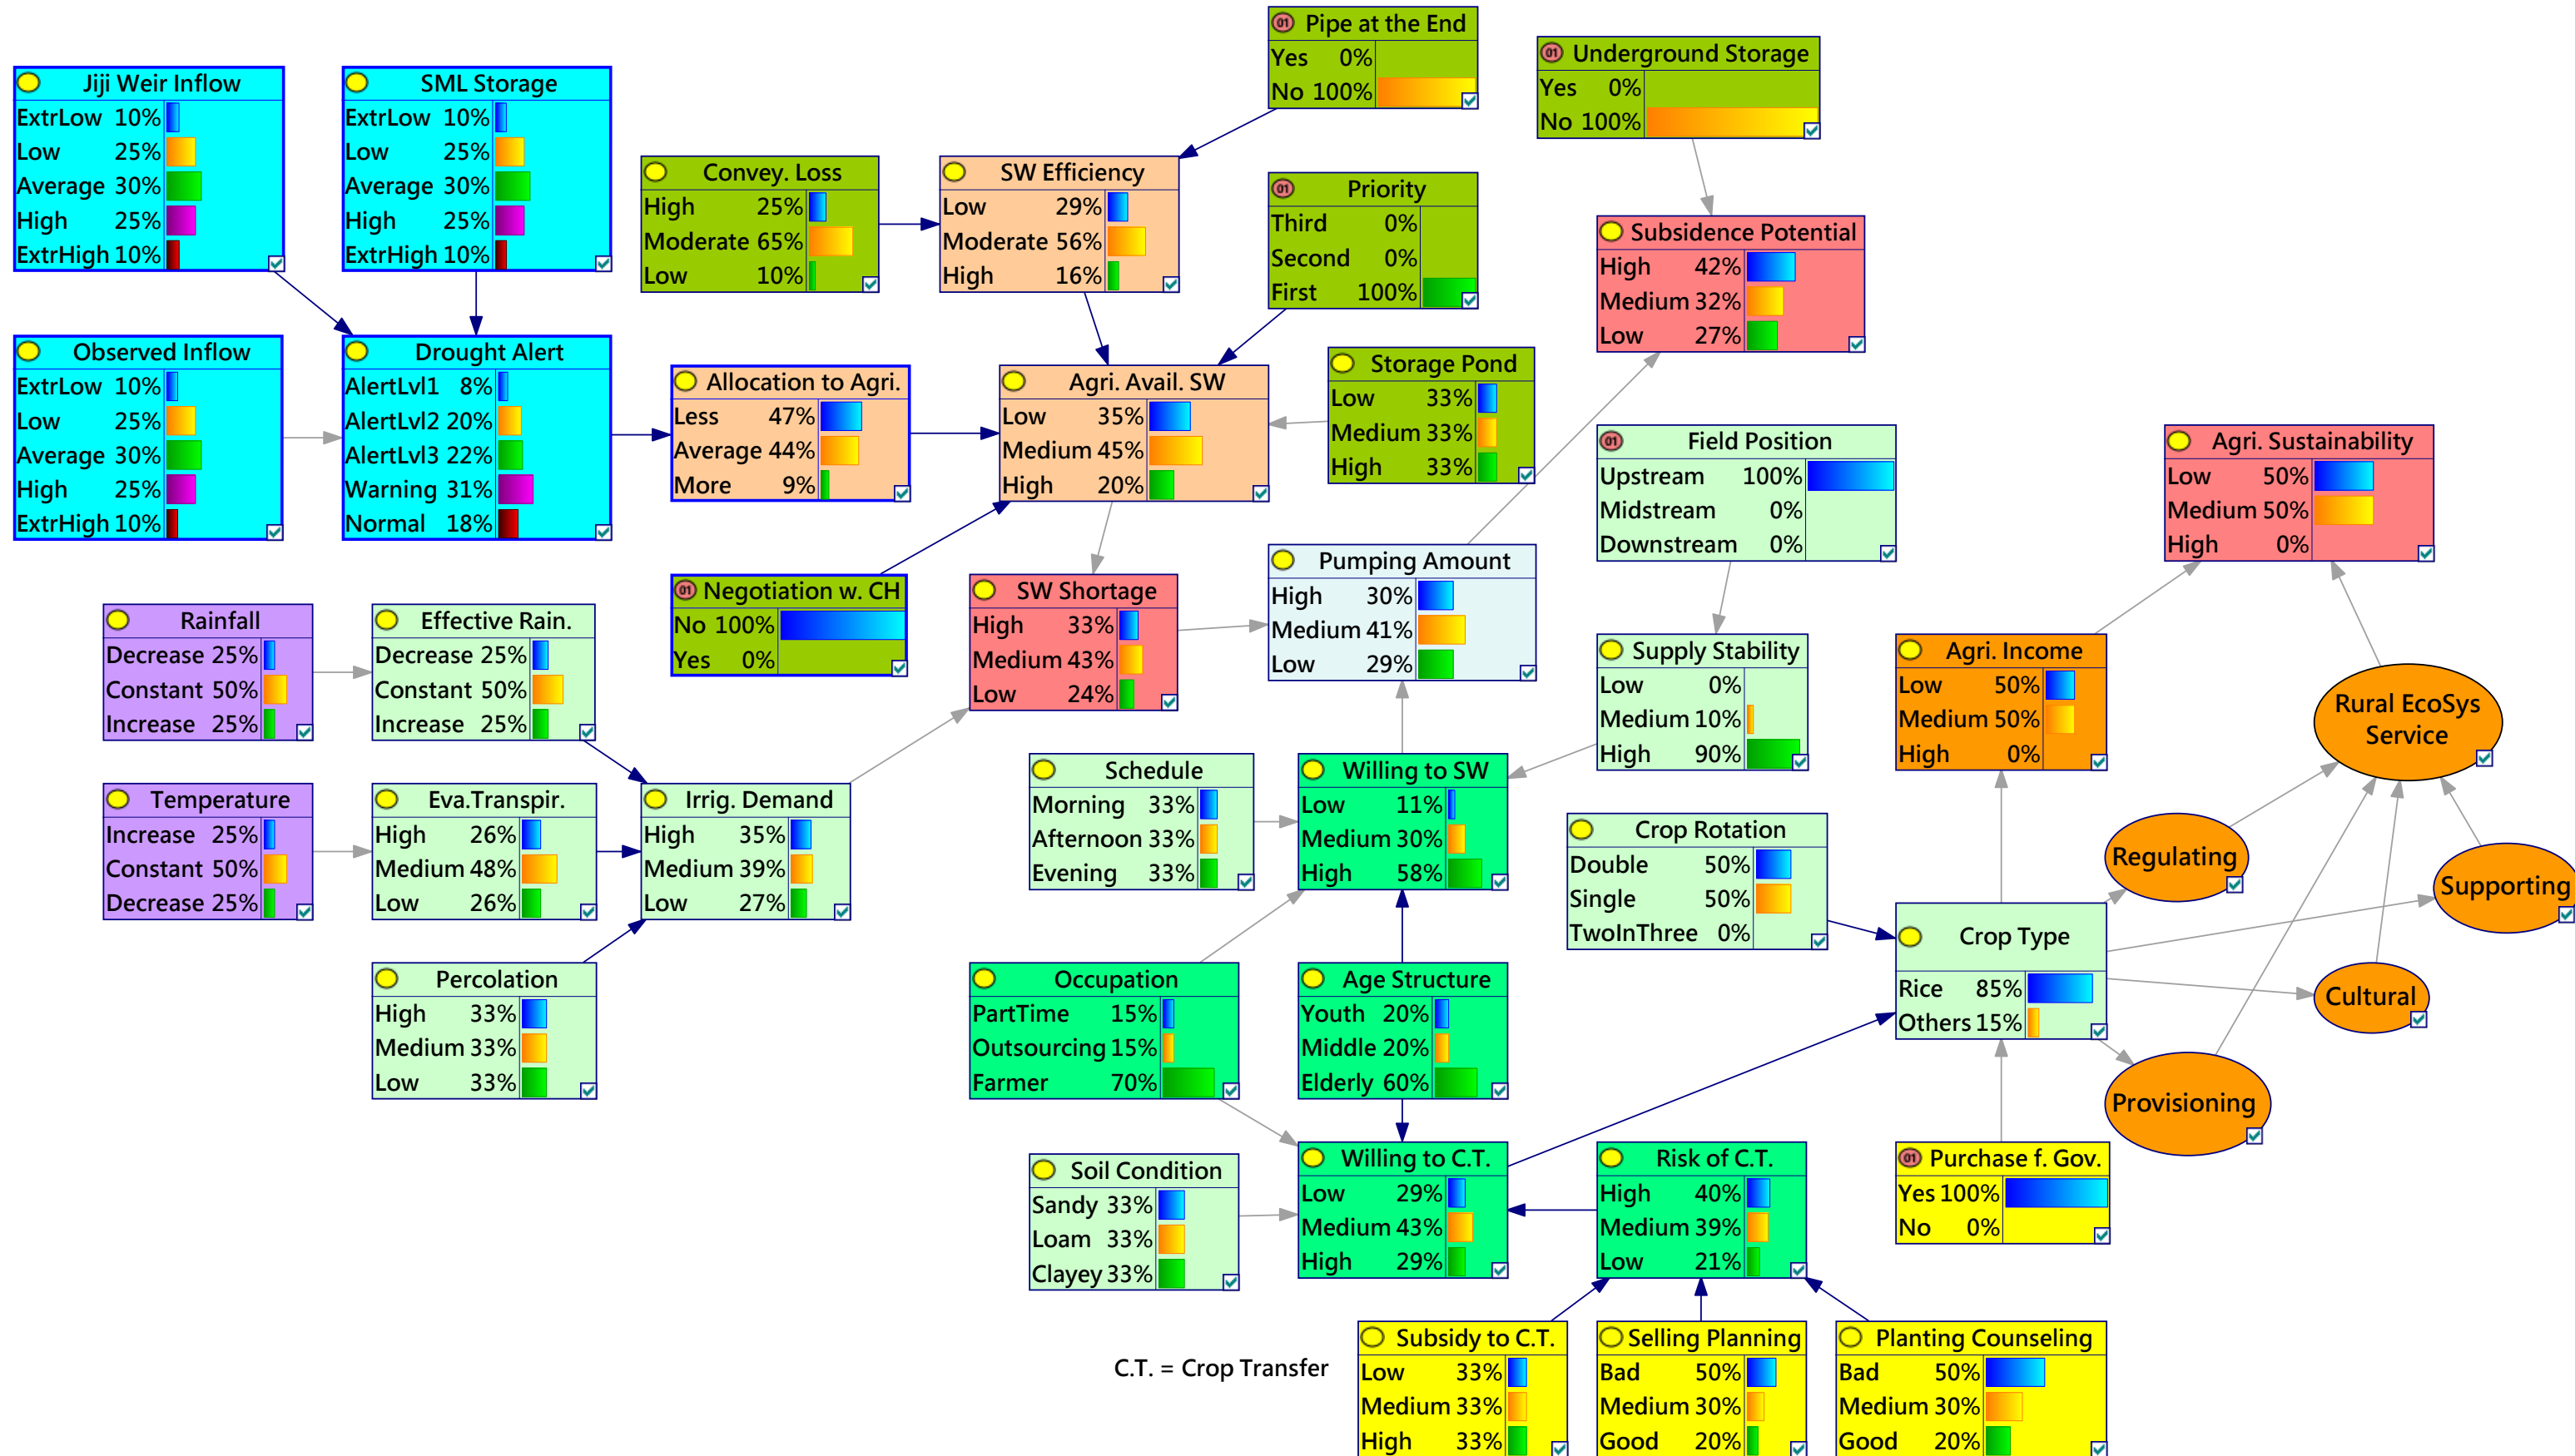 Pipe at the End
Yes 0%
No 100%
Underground Storage
Yes 0%
No 100%
Jiji Weir Inflow
ExtrLow 10%
Low 25%
Average 30%
High 25%
ExtrHigh 10%
SML Storage
ExtrLow 10%
Low 25%
Average 30%
High 25%
ExtrHigh 10%
Convey. Loss
High 25%
Moderate 65%
Low 10%
SW Efficiency
Low 29%
Moderate 56%
High 16%
Priority
Third 0%
Second 0%
First 100%
Subsidence Potential
High 42%
Medium 32%
Low 27%
Observed Inflow
ExtrLow 10%
Low 25%
Average 30%
High 25%
ExtrHigh 10%
Drought Alert
AlertLvl1 8%
AlertLvl2 20%
AlertLvl3 22%
Warning 31%
Normal 18%
Allocation to Agri.
Less 47%
Average 44%
More 9%
Agri. Avail. SW
Low 35%
Medium 45%
High 20%
Storage Pond
Low 33%
Medium 33%
High 33%
Field Position
Upstream 100%
Midstream 0%
Downstream 0%
Agri. Sustainability
Low 50%
Medium 50%
High 0%
Negotiation w. CH
No 100%
Yes 0%
SW Shortage
High 33%
Medium 43%
Low 24%
Pumping Amount
High 30%
Medium 41%
Low 29%
Rainfall
Decrease 25%
Constant 50%
Increase 25%
Effective Rain.
Decrease 25%
Constant 50%
Increase 25%
Supply Stability
Low 0%
Medium 10%
High 90%
Agri. Income
Low 50%
Medium 50%
High 0%
Rural EcoSys
Service
Temperature
Increase 25%
Constant 50%
Decrease 25%
Eva.Transpir.
High 26%
Medium 48%
Low 26%
Irrig. Demand
High 35%
Medium 39%
Low 27%
Schedule
Morning 33%
Afternoon 33%
Evening 33%
Willing to SW
Low 11%
Medium 30%
High 58%
Crop Rotation
Double 50%
Single 50%
TwoInThree 0%
Regulating
Supporting
Crop Type
Rice 85%
Others 15%
Cultural
Provisioning
Percolation
High 33%
Medium 33%
Low 33%
Occupation
PartTime 15%
Outsourcing 15%
Farmer 70%
Age Structure
Youth 20%
Middle 20%
Elderly 60%
Soil Condition
Sandy 33%
Loam 33%
Clayey 33%
Willing to C.T.
Low 29%
Medium 43%
High 29%
Risk of C.T.
High 40%
Medium 39%
Low 21%
Purchase f. Gov.
Yes 100%
No 0%
C.T. = Crop Transfer
Subsidy to C.T.
Low 33%
Medium 33%
High 33%
Selling Planning
Bad 50%
Medium 30%
Good 20%
Planting Counseling
Bad 50%
Medium 30%
Good 20%